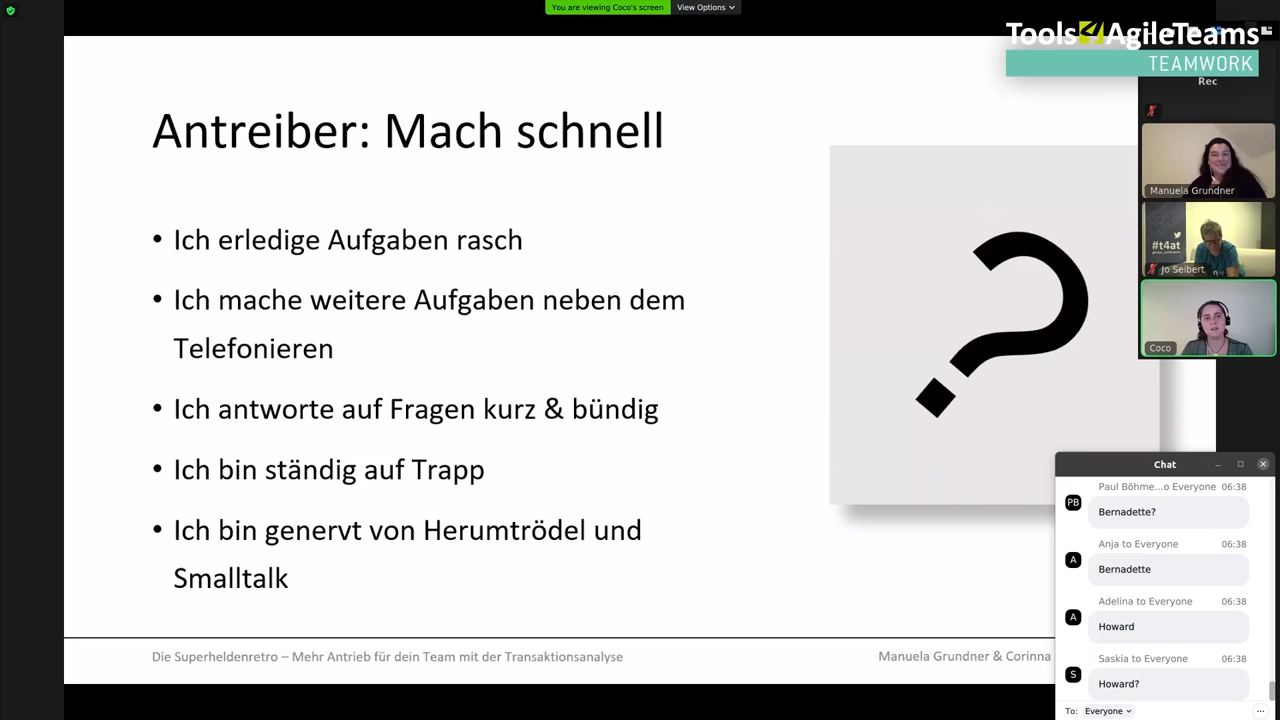 You are viewing Coco's screen
View Options
Tools4AgileTeams
TEAMWORK
Rec
Antreiber: Mach schnell
• Ich erledige Aufgaben rasch
• Ich mache weitere Aufgaben neben dem
Telefonieren
• Ich antworte auf Fragen kurz & bündig
• Ich bin ständig auf Trapp
• Ich bin genervt von Herumtrödel und
Smalltalk
?
Die Superheldenretro – Mehr Antrieb für dein Team mit der Transaktionsanalyse
Manuela Grundner & Corinna
Manuela Grundner
#t4at
Jo Seibert
Coco
Chat
Paul Böhme...o Everyone 06:38
PB
Bernadette?
Anja to Everyone 06:38
A
Bernadette
Adelina to Everyone 06:38
A
Howard
Saskia to Everyone 06:38
S
Howard?
To: Everyone